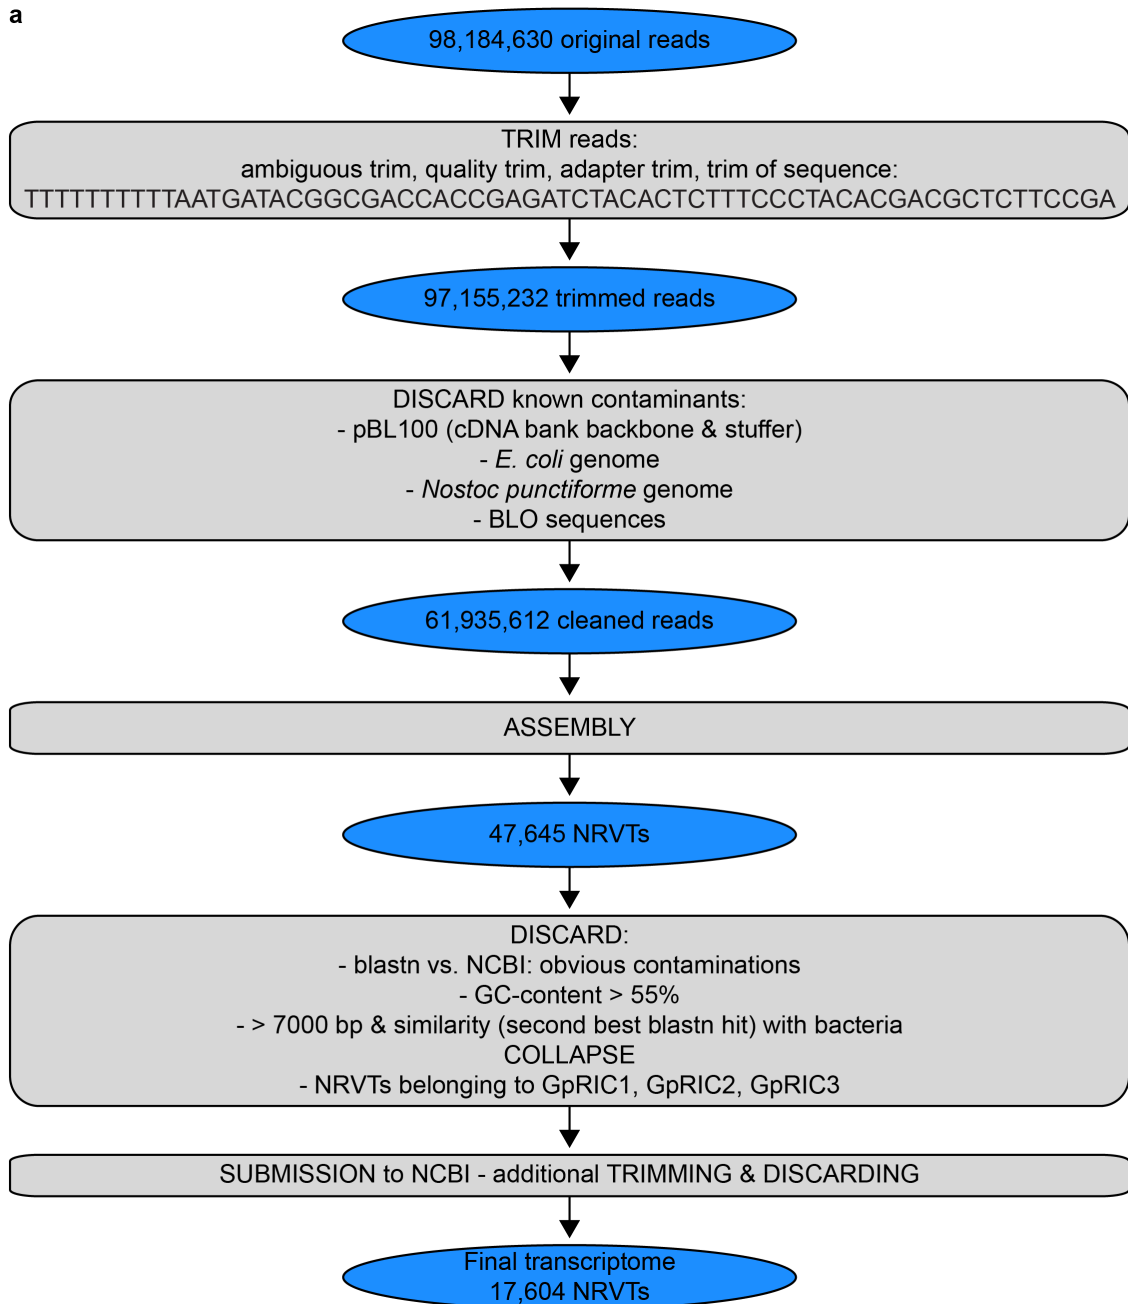 a
98,184,630 original reads
TRIM reads:
ambiguous trim, quality trim, adapter trim, trim of sequence:
TTTTTTTTTTAATGATACGGCGACCACCGAGATCTACACTCTTTCCCTACACGACGCTCTTCCGA
97,155,232 trimmed reads
DISCARD known contaminants:
- pBL100 (cDNA bank backbone & stuffer)
- E. coli genome
- Nostoc punctiforme genome
- BLO sequences
61,935,612 cleaned reads
ASSEMBLY
47,645 NRVTs
DISCARD:
- blastn vs. NCBI: obvious contaminations
- GC-content > 55%
- > 7000 bp & similarity (second best blastn hit) with bacteria
COLLAPSE
- NRVTs belonging to GpRIC1, GpRIC2, GpRIC3
SUBMISSION to NCBI - additional TRIMMING & DISCARDING
Final transcriptome
17,604 NRVTs